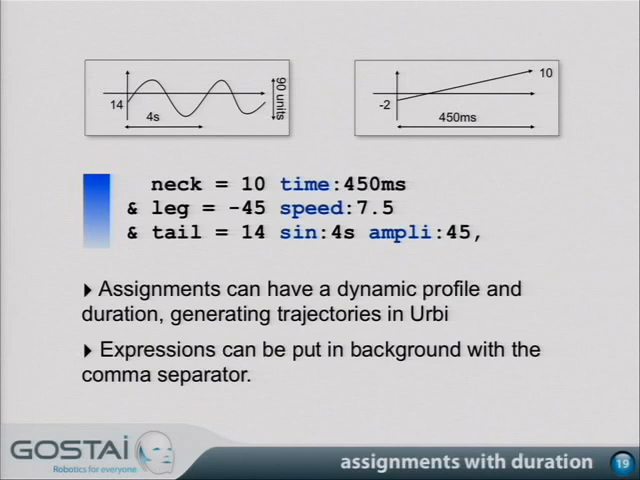 14
4s
90 units
10
-2
450ms
neck = 10 time:450ms
& leg = -45 speed:7.5
& tail = 14 sin:4s ampli:45,
Assignments can have a dynamic profile and
duration, generating trajectories in Urbi
Expressions can be put in background with the
comma separator.
GOSTAI
Robotics for everyone
assignments with duration
19